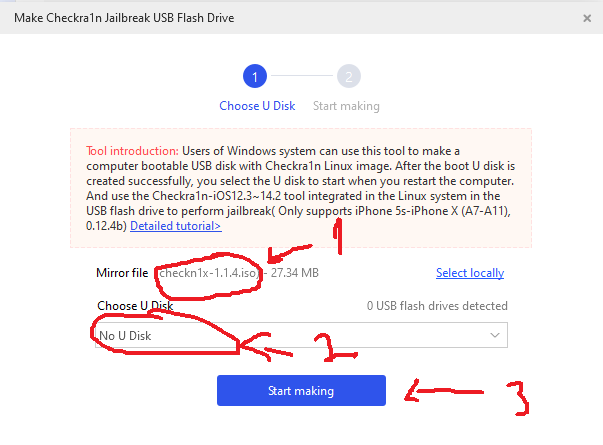 Make Checkra1n Jailbreak USB Flash Drive
1
2
Choose U Disk
Start making
Tool introduction: Users of Windows system can use this tool to make a
computer bootable USB disk with Checkra1n Linux image. After the boot U disk is
created successfully, you select the U disk to start when you restart the computer.
And use the Checkra1n-iOS12.3~14.2 tool integrated in the Linux system in
the USB flash drive to perform jailbreak( Only supports iPhone 5s-iPhone X (A7-A11),
0.12.4b) Detailed tutorial>
1
Mirror file (checkn1x-1.1.4.iso) - 27.34 MB
Select locally
Choose U Disk
0 USB flash drives detected
No U Disk
2
Start making
3